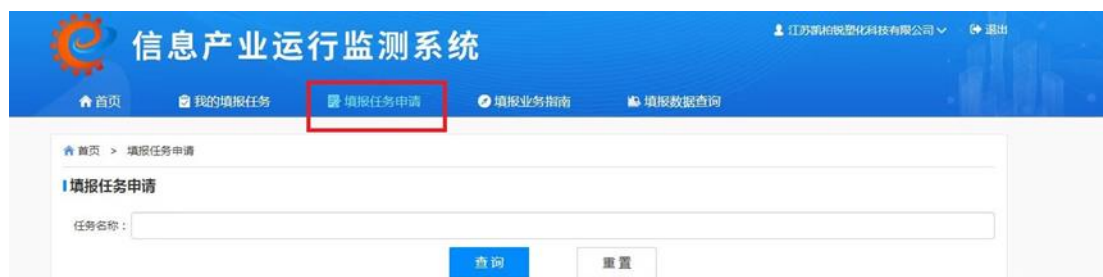 信息产业运行监测系统
江苏凯柏锐塑化科技有限公司 退出
首页 我的填报任务 填报任务申请 填报业务指南 填报数据查询
首页 > 填报任务申请
填报任务申请
任务名称：
查询 重置